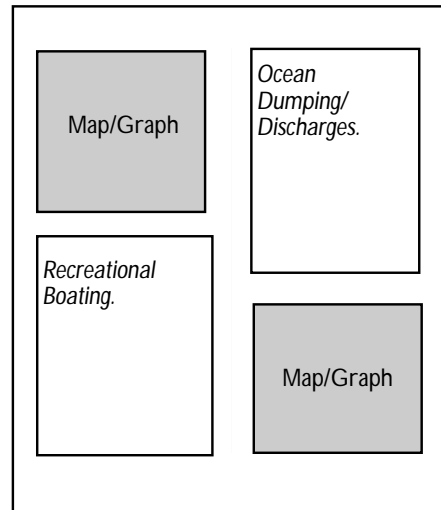 Map/Graph
Recreational
Boating.
Ocean
Dumping/
Discharges.
Map/Graph